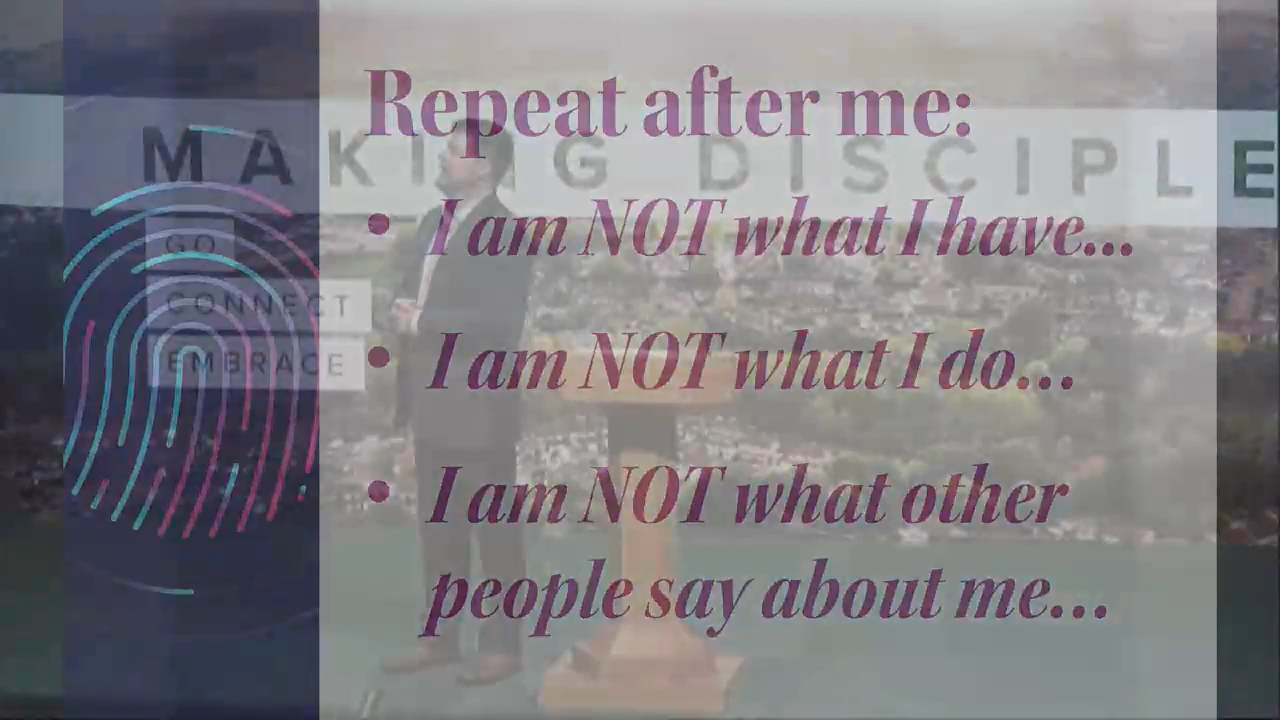 Repeat after me:
MAKING DISCIPLE
• I am NOT what I have...
GO
CONNECT
• I am NOT what I do...
EMBRACE
• I am NOT what other
people say about me...